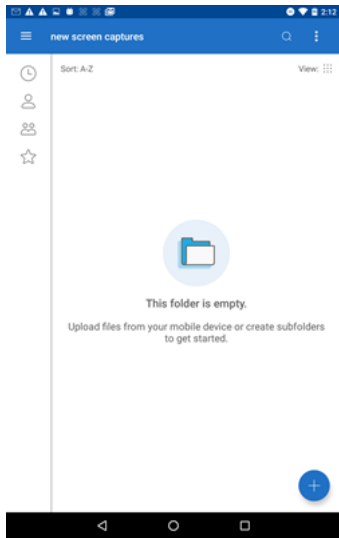 2:12
new screen captures
Sort: A-Z
View:
This folder is empty.
Upload files from your mobile device or create subfolders
to get started.